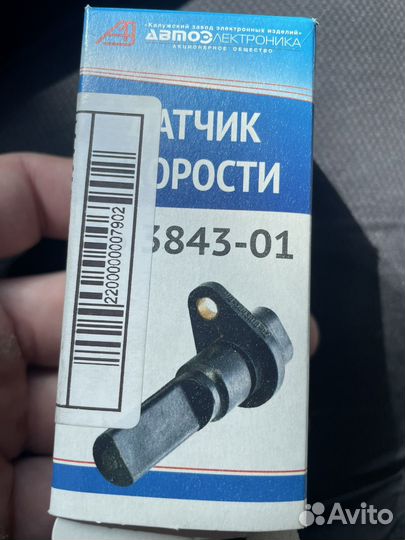 «Калужский завод электронных изделий»
АВТОЭЛЕКТРОНИКА
АКЦИОНЕРНОЕ ОБЩЕСТВО
АТЧИК
ОРОСТИ
3843-01
2200000007902
Avito